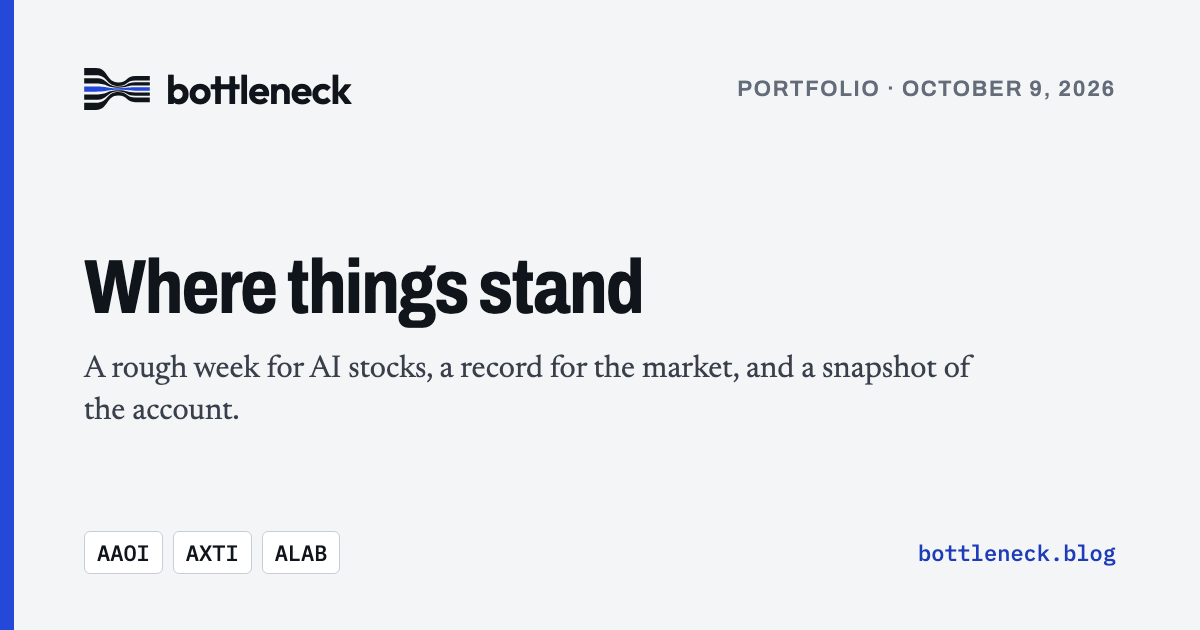 bottleneck
PORTFOLIO · OCTOBER 9, 2026
Where things stand
A rough week for AI stocks, a record for the market, and a snapshot of
the account.
AAOI AXTI ALAB
bottleneck.blog